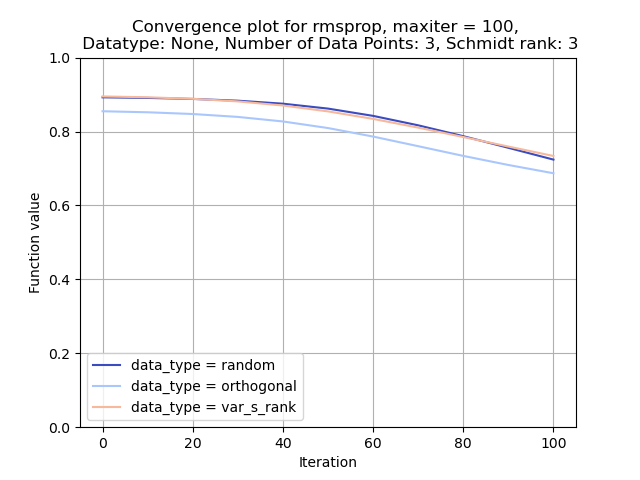 Convergence plot for rmsprop, maxiter = 100,
Datatype: None, Number of Data Points: 3, Schmidt rank: 3
1.0
0.8
0.6
0.4
0.2
0.0
Function value
data_type = random
data_type = orthogonal
data_type = var_s_rank
0 20 40 60 80 100
Iteration